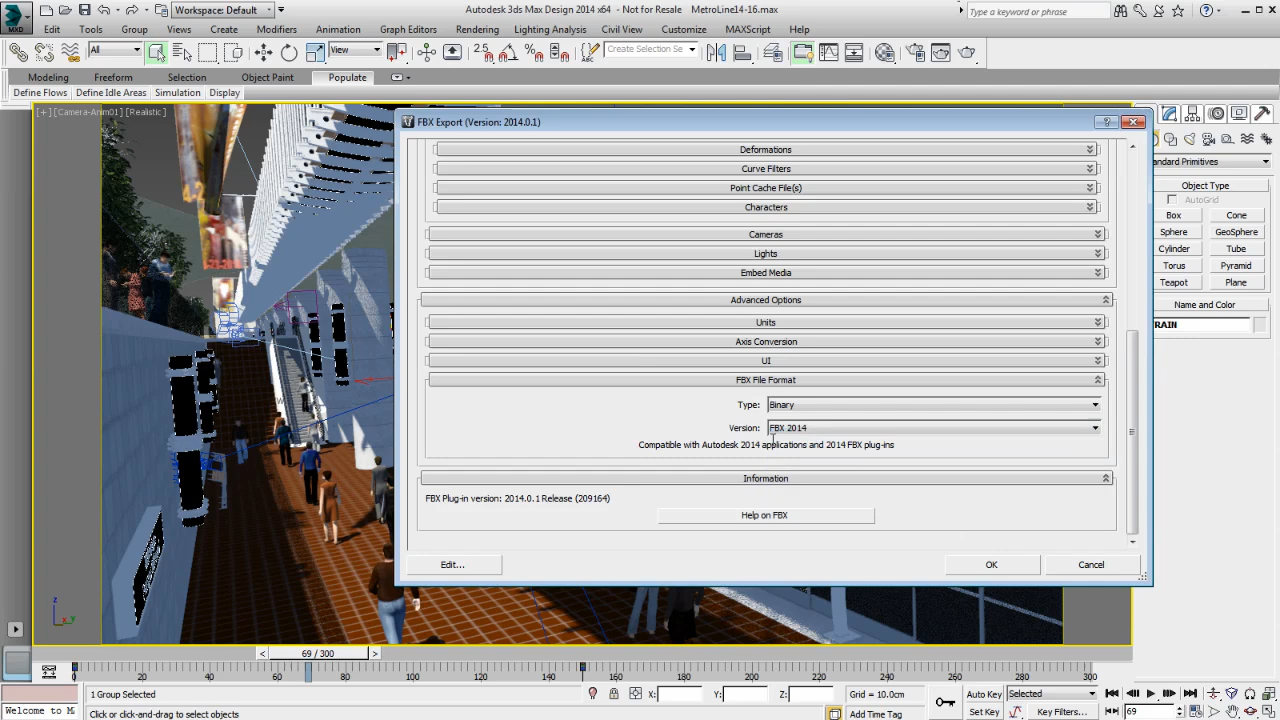 Workspace: Default
Autodesk 3ds Max Design 2014 x64 - Not for Resale MetroLine14-16.max
Type a keyword or phrase
MXD
Edit Tools Group Views Create Modifiers Animation Graph Editors Rendering Lighting Analysis Civil View Customize MAXScript Help
All View 2.5 Create Selection Se
Modeling Freeform Selection Object Paint Populate
Define Flows Define Idle Areas Simulation Display
[+] [Camera-Anim01] [Realistic]
FBX Export (Version: 2014.0.1)
Deformations
Curve Filters
Point Cache File(s)
Characters
Cameras
Lights
Embed Media
Advanced Options
Units
Axis Conversion
UI
FBX File Format
Type: Binary
Version: FBX 2014
Compatible with Autodesk 2014 applications and 2014 FBX plug-ins
Information
FBX Plug-in version: 2014.0.1 Release (209164)
Help on FBX
Edit... OK Cancel
andard Primitives
Object Type
AutoGrid
Box Cone
Sphere GeoSphere
Cylinder Tube
Torus Pyramid
Teapot Plane
Name and Color
RAIN
z
x y
69 / 300
0 20 40 60 80 100 120 140 160 180 200 220 240 260 280 300
1 Group Selected X: Y: Z: Grid = 10.0cm Auto Key Selected
Welcome to M Click or click-and-drag to select objects Add Time Tag Set Key Key Filters... 69